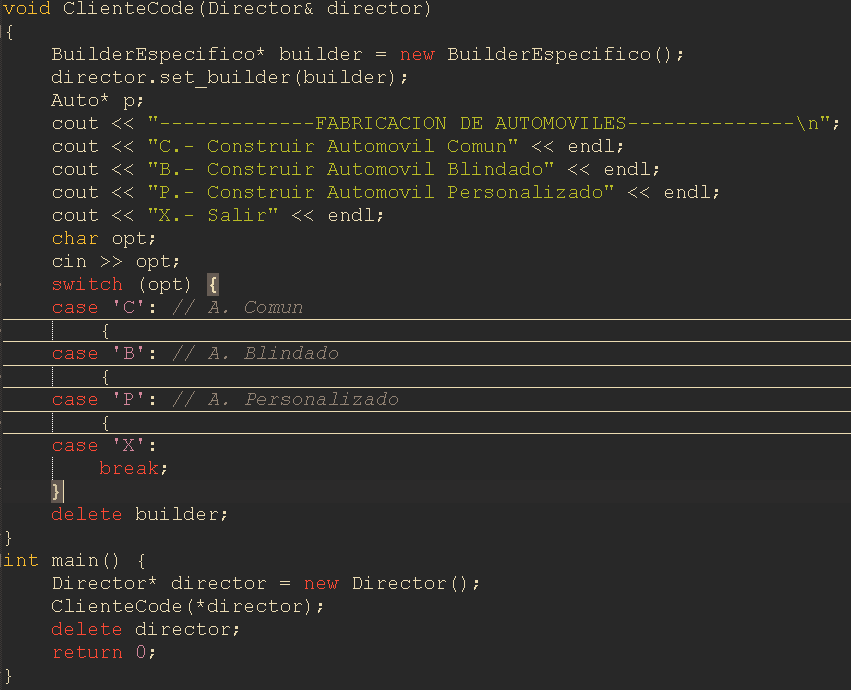 void ClienteCode(Director& director)
{
    BuilderEspecifico* builder = new BuilderEspecifico();
    director.set_builder(builder);
    Auto* p;
    cout << "-------------FABRICACION DE AUTOMOVILES--------------\n";
    cout << "C.- Construir Automovil Comun" << endl;
    cout << "B.- Construir Automovil Blindado" << endl;
    cout << "P.- Construir Automovil Personalizado" << endl;
    cout << "X.- Salir" << endl;
    char opt;
    cin >> opt;
    switch (opt) {
    case 'C': // A. Comun
        {
    case 'B': // A. Blindado
        {
    case 'P': // A. Personalizado
        {
    case 'X':
        break;
    }
    delete builder;
}
int main() {
    Director* director = new Director();
    ClienteCode(*director);
    delete director;
    return 0;
}